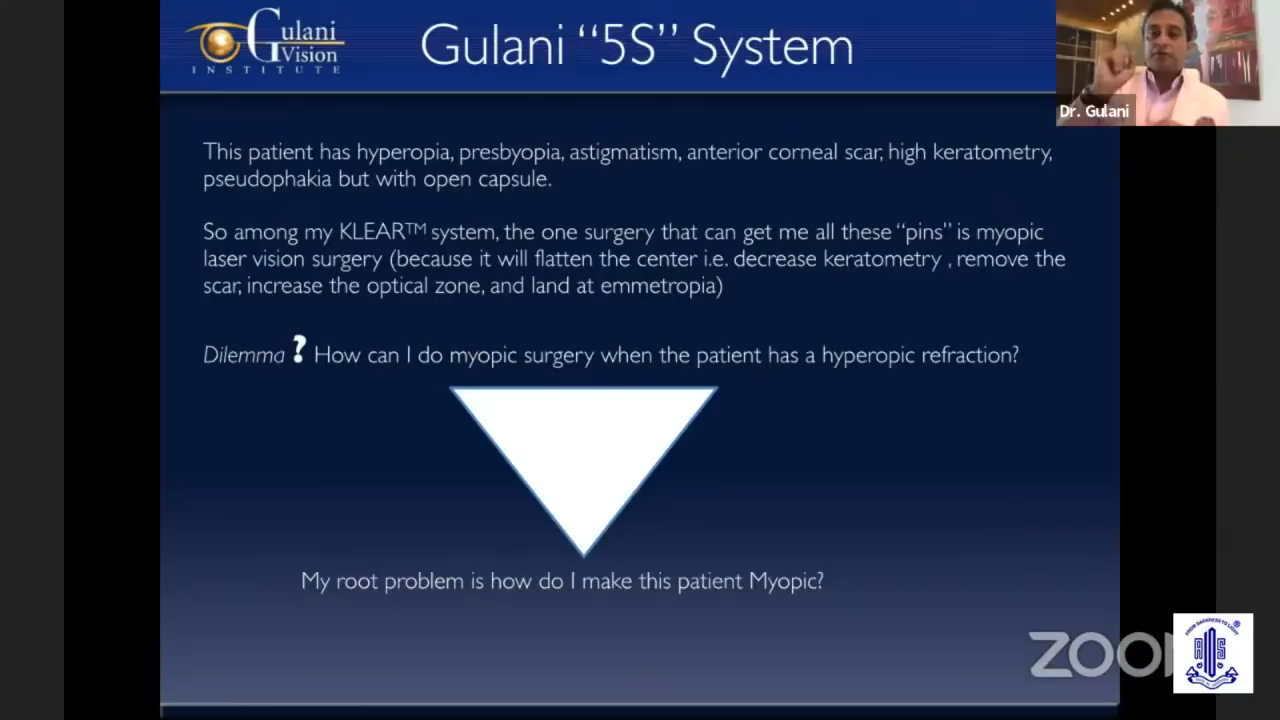 Gulani
Vision
INSTITUTE
Gulani "5S" System
Dr. Gulani
This patient has hyperopia, presbyopia, astigmatism, anterior corneal scar, high keratometry,
pseudophakia but with open capsule.
So among my KLEAR™ system, the one surgery that can get me all these "pins" is myopic
laser vision surgery (because it will flatten the center i.e. decrease keratometry , remove the
scar, increase the optical zone, and land at emmetropia)
Dilemma ? How can I do myopic surgery when the patient has a hyperopic refraction?
My root problem is how do I make this patient Myopic?
FROM DARKNESS TO LIGHT